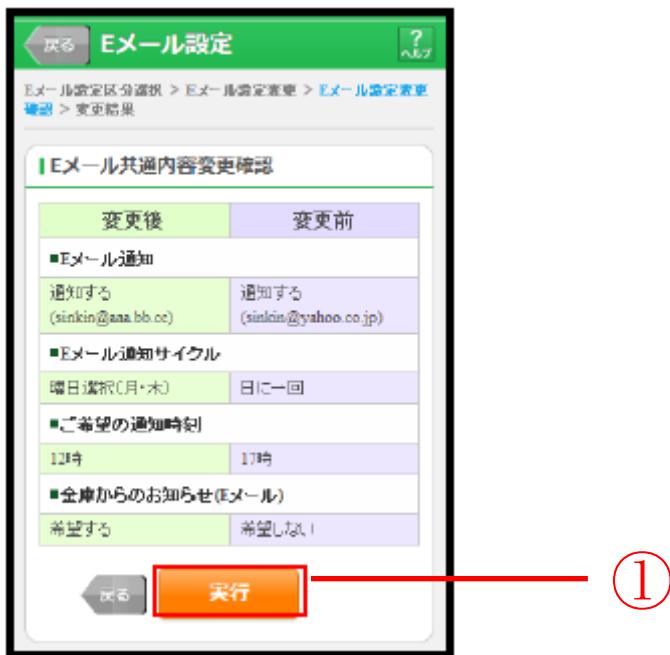 戻る Eメール設定 ? ヘルプ
Eメール設定区分選択 > Eメール設定変更 > Eメール設定変更
確認 > 変更結果
Eメール共通内容変更確認
変更後 変更前
■Eメール通知
通知する 通知する
(sinkin@aaa.bb.cc) (sinkin@yahoo.co.jp)
■Eメール通知サイクル
曜日選択(月・木) 日に一回
■ご希望の通知時刻
12時 17時
■金庫からのお知らせ(Eメール)
希望する 希望しない
戻る 実行 ①